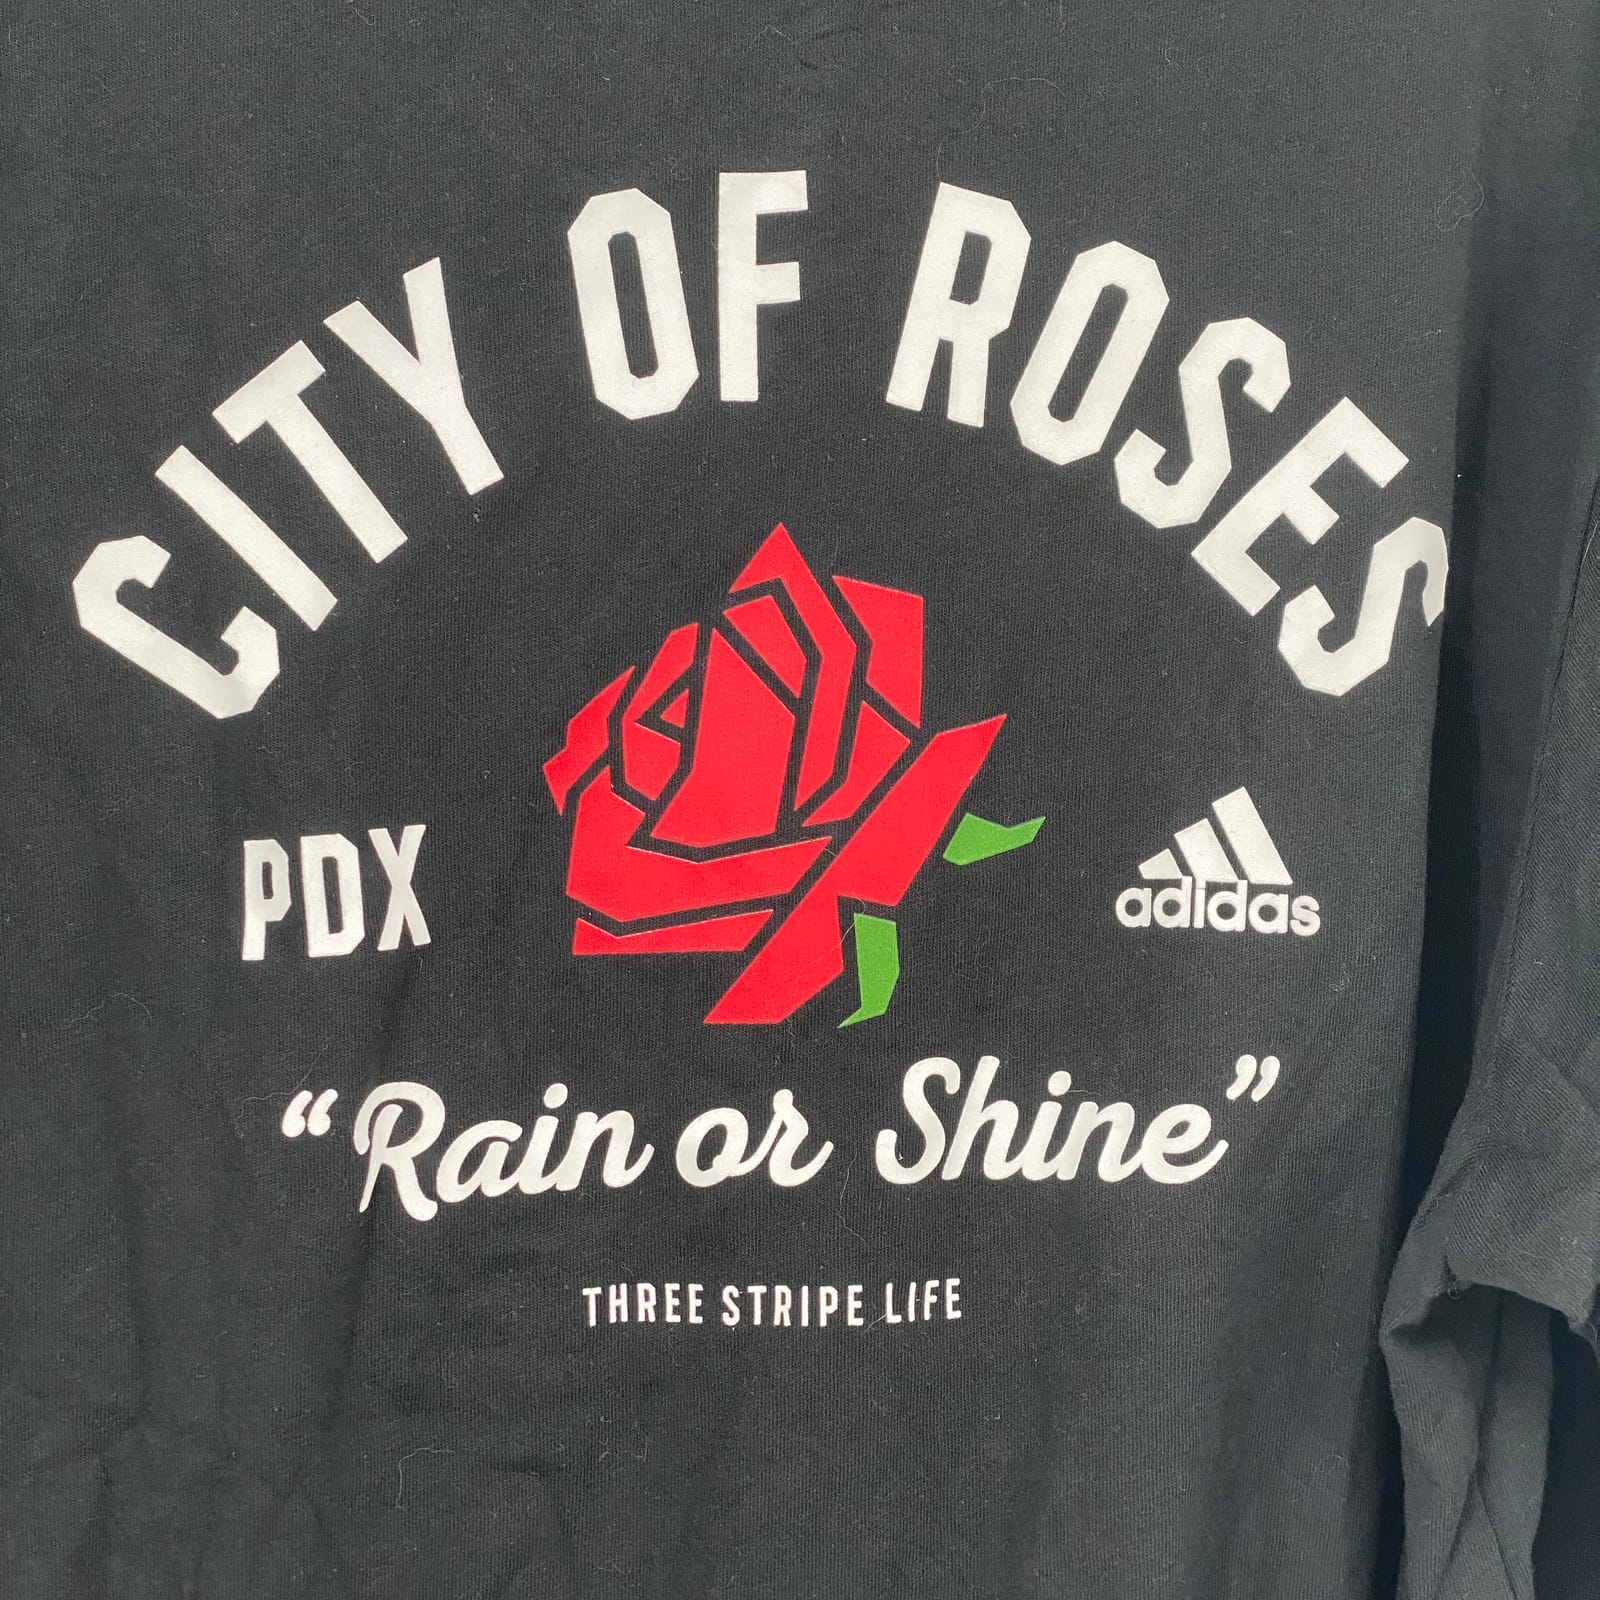 CITY OF ROSES
PDX
adidas
“Rain or Shine”
THREE STRIPE LIFE